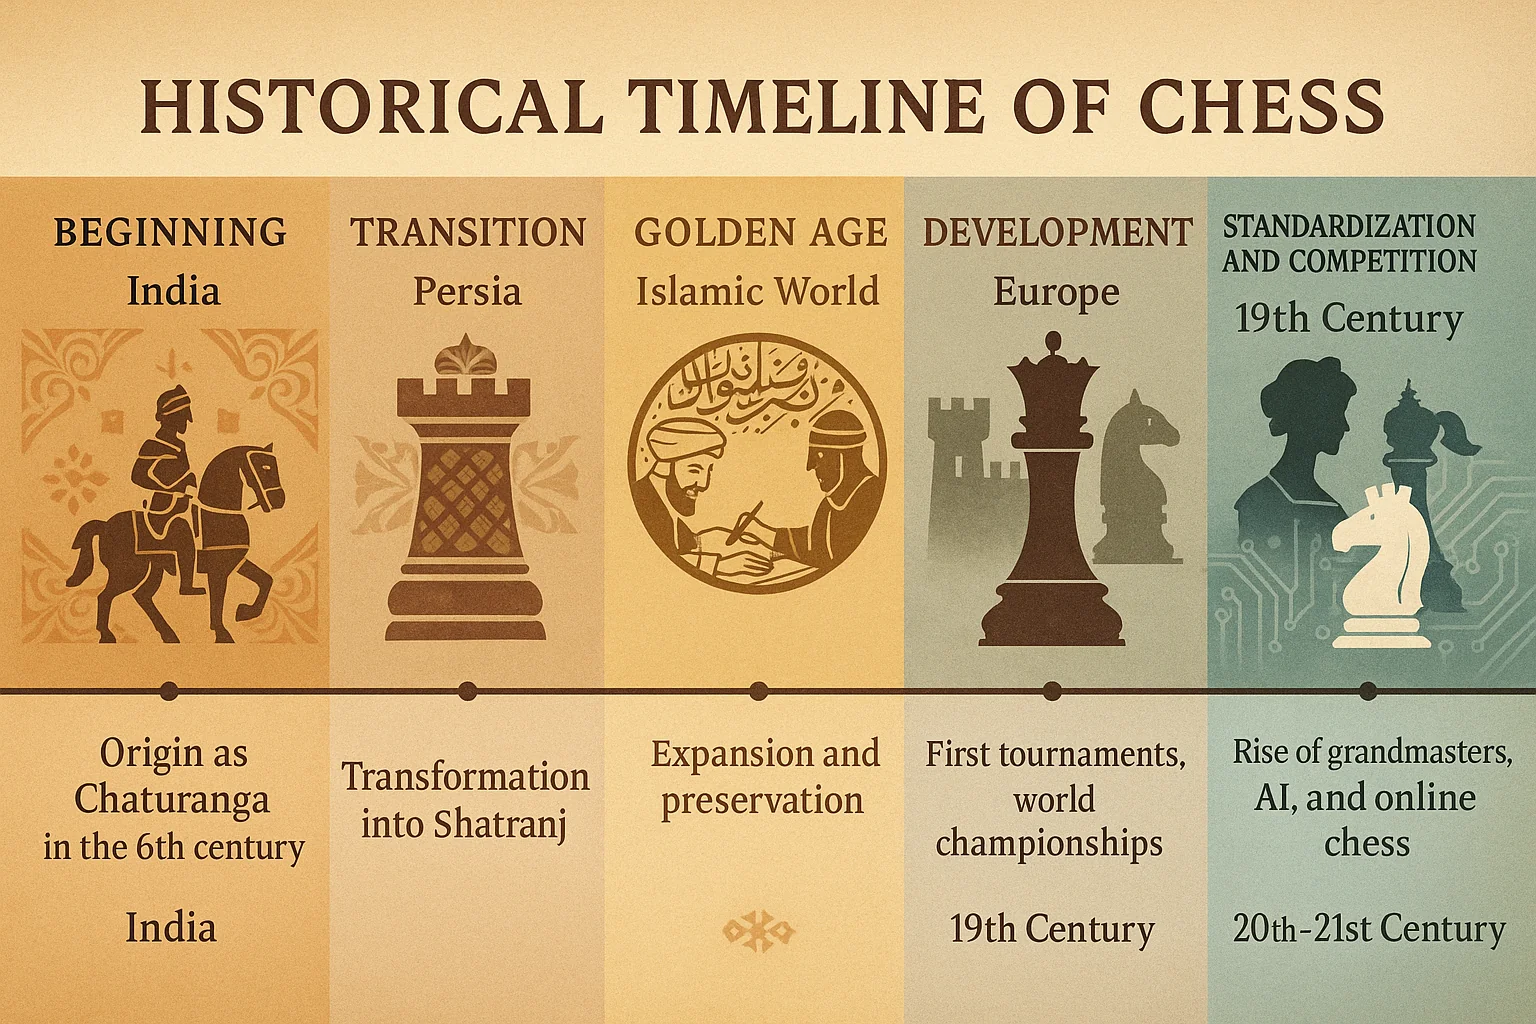 HISTORICAL TIMELINE OF CHESS
BEGINNING
India
TRANSITION
Persia
GOLDEN AGE
Islamic World
DEVELOPMENT
Europe
STANDARDIZATION
AND COMPETITION
19th Century
Origin as
Chaturanga
in the 6th century
India
Transformation
into Shatranj
Expansion and
preservation
First tournaments,
world
championships
19th Century
Rise of grandmasters,
AI, and online
chess
20th-21st Century